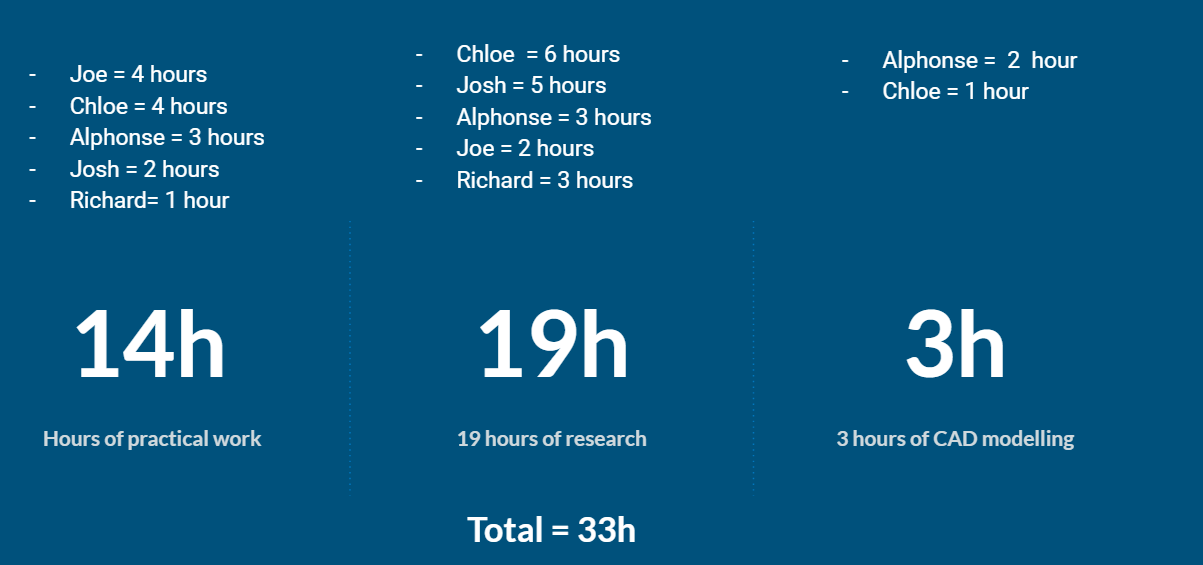 - Joe = 4 hours
- Chloe = 4 hours
- Alphonse = 3 hours
- Josh = 2 hours
- Richard= 1 hour
14h
Hours of practical work
- Chloe  = 6 hours
- Josh = 5 hours
- Alphonse = 3 hours
- Joe = 2 hours
- Richard = 3 hours
19h
19 hours of research
- Alphonse =  2  hour
- Chloe = 1 hour
3h
3 hours of CAD modelling
Total = 33h